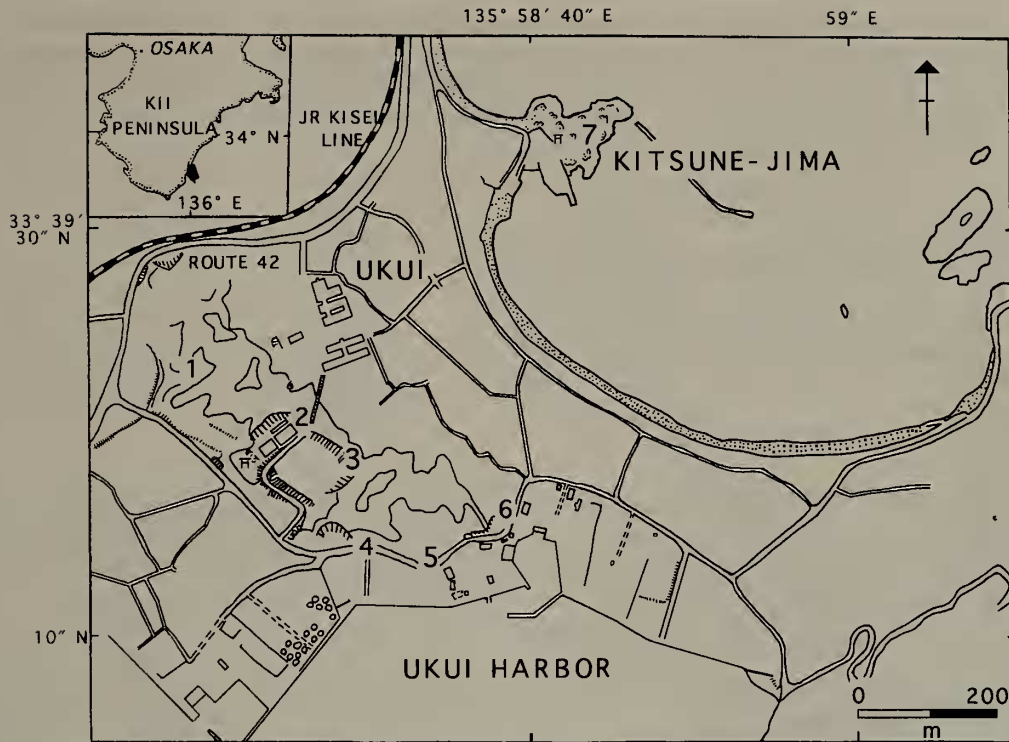 135° 58′ 40″ E
59″ E
OSAKA
KII
PENINSULA
34° N
136° E
JR KISEI
LINE
33° 39′
30″ N
ROUTE 42
UKUI
7
KITSUNE-JIMA
1
2
3
6
4
5
10″ N
UKUI HARBOR
0
200
m